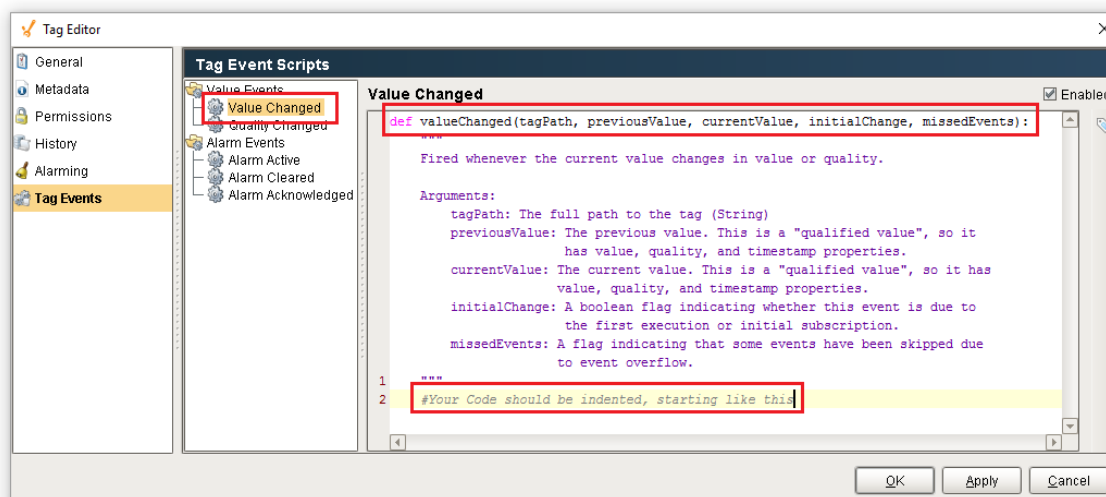 Tag Editor
General
Metadata
Permissions
History
Alarming
Tag Events
Tag Event Scripts
Value Events
Value Changed
Quality Changed
Alarm Events
Alarm Active
Alarm Cleared
Alarm Acknowledged
Value Changed
Enabled
def valueChanged(tagPath, previousValue, currentValue, initialChange, missedEvents):
"""
Fired whenever the current value changes in value or quality.
Arguments:
tagPath: The full path to the tag (String)
previousValue: The previous value. This is a "qualified value", so it
has value, quality, and timestamp properties.
currentValue: The current value. This is a "qualified value", so it has
value, quality, and timestamp properties.
initialChange: A boolean flag indicating whether this event is due to
the first execution or initial subscription.
missedEvents: A flag indicating that some events have been skipped due
to event overflow.
1 """
2 #Your Code should be indented, starting like this
OK Apply Cancel